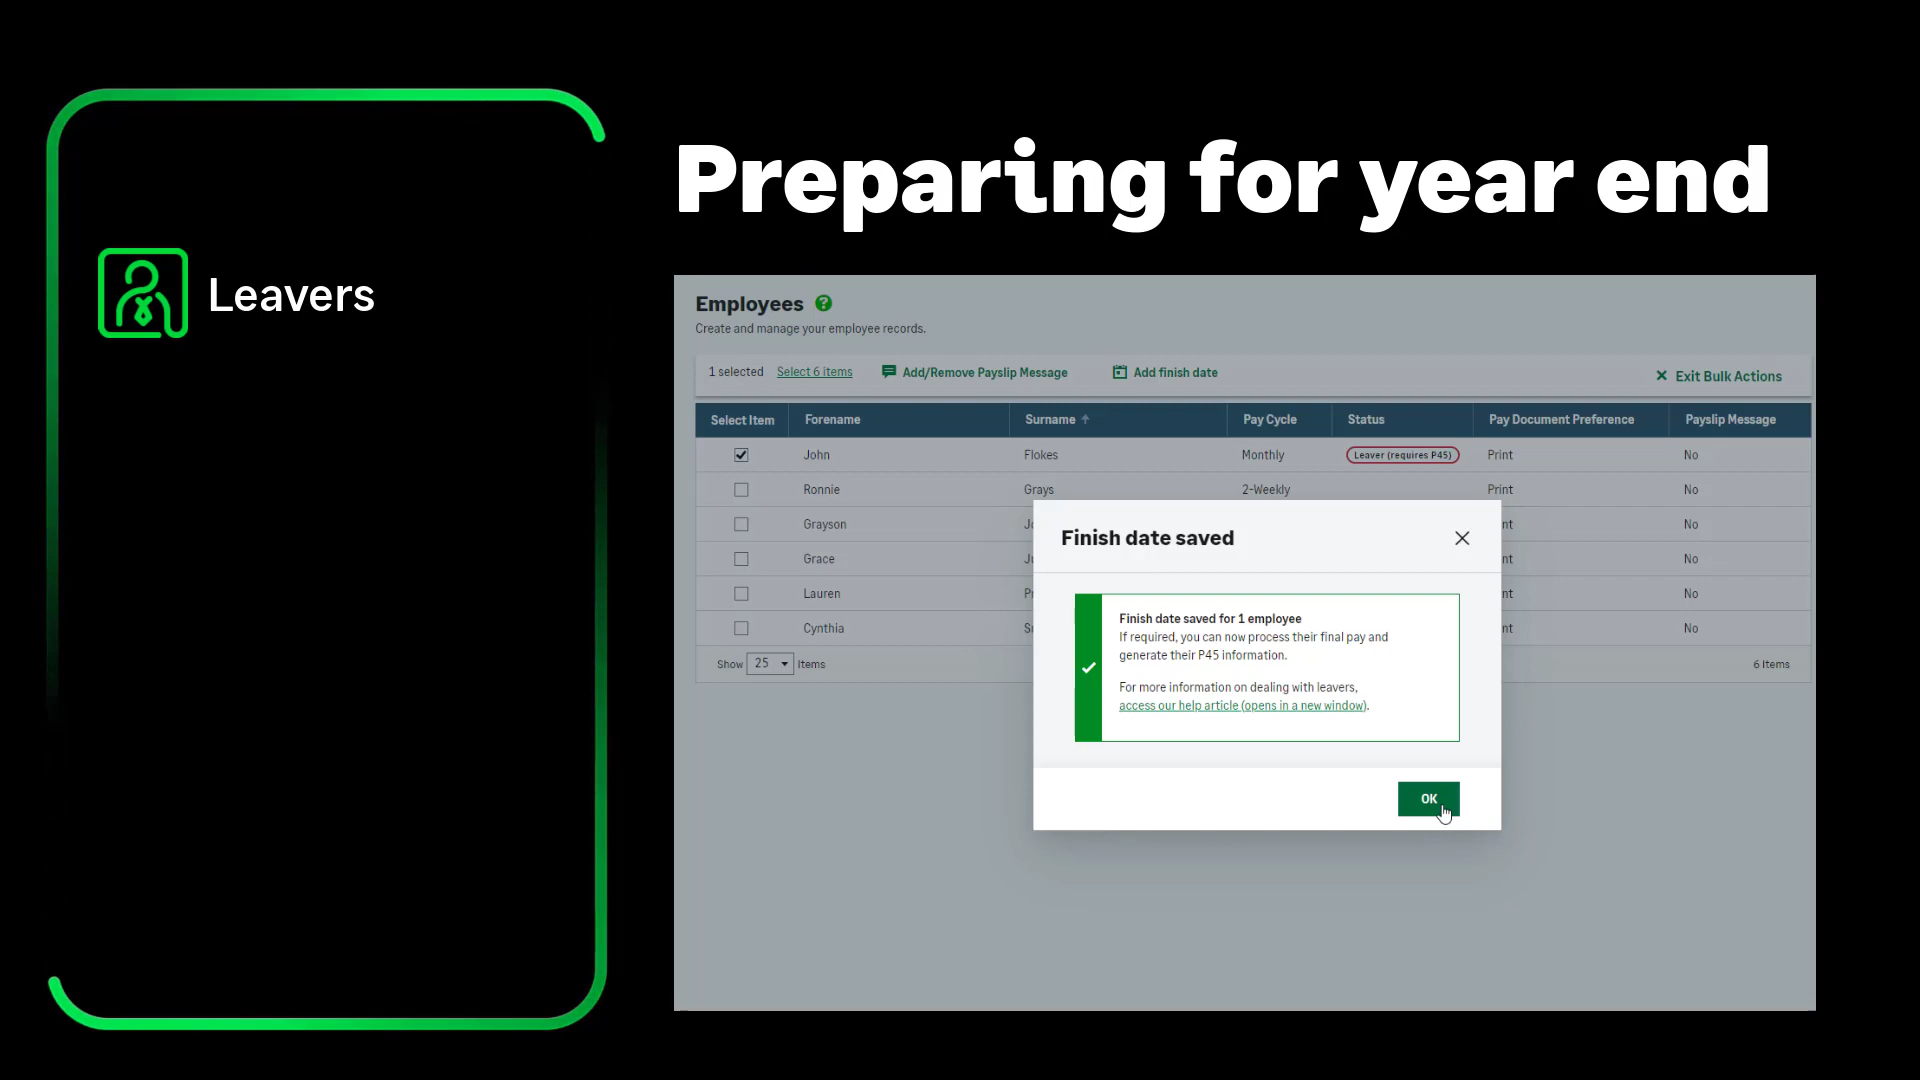 Preparing for year end
Leavers
Employees ?
Create and manage your employee records.
1 selected Select 6 items Add/Remove Payslip Message Add finish date Exit Bulk Actions
Select Item Forename Surname Pay Cycle Status Pay Document Preference Payslip Message
John Flokes Monthly Leaver (requires P45) Print No
Ronnie Grays 2-Weekly Print No
Grayson No
Grace No
Lauren No
Cynthia No
Show 25 Items 6 Items
Finish date saved
Finish date saved for 1 employee
If required, you can now process their final pay and
generate their P45 information.
For more information on dealing with leavers,
access our help article (opens in a new window).
OK